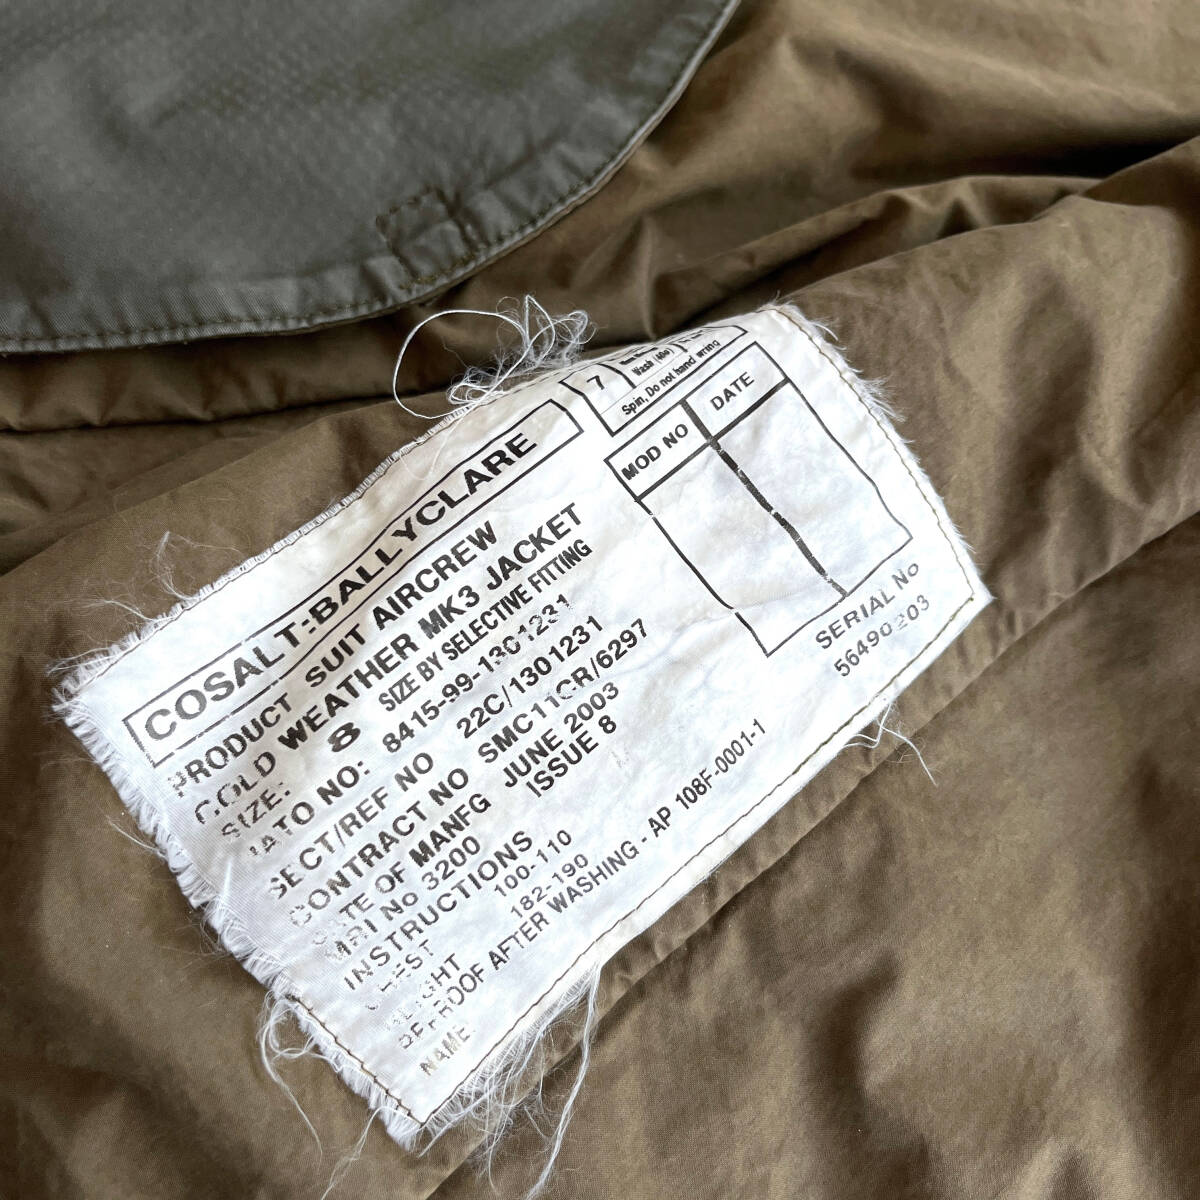 COSALT:BALLYCLARE
PRODUCT SUIT AIRCREW
COLD WEATHER MK3 JACKET
SIZE: 8 SIZE BY SELECTIVE FITTING
NATO NO: 8415-99-1301231
SECT/REF NO 22C/1301231
CONTRACT NO SMC11CR/6297
DATE OF MANFG JUNE 2003
MRI No 3200 ISSUE 8
INSTRUCTIONS
CHEST 100-110
HEIGHT 182-190
REPROOF AFTER WASHING - AP 108F-0001-1
NAME
7
Wash (40°)
Spin, Do not hand wring
MOD NO DATE
SERIAL No
56490203